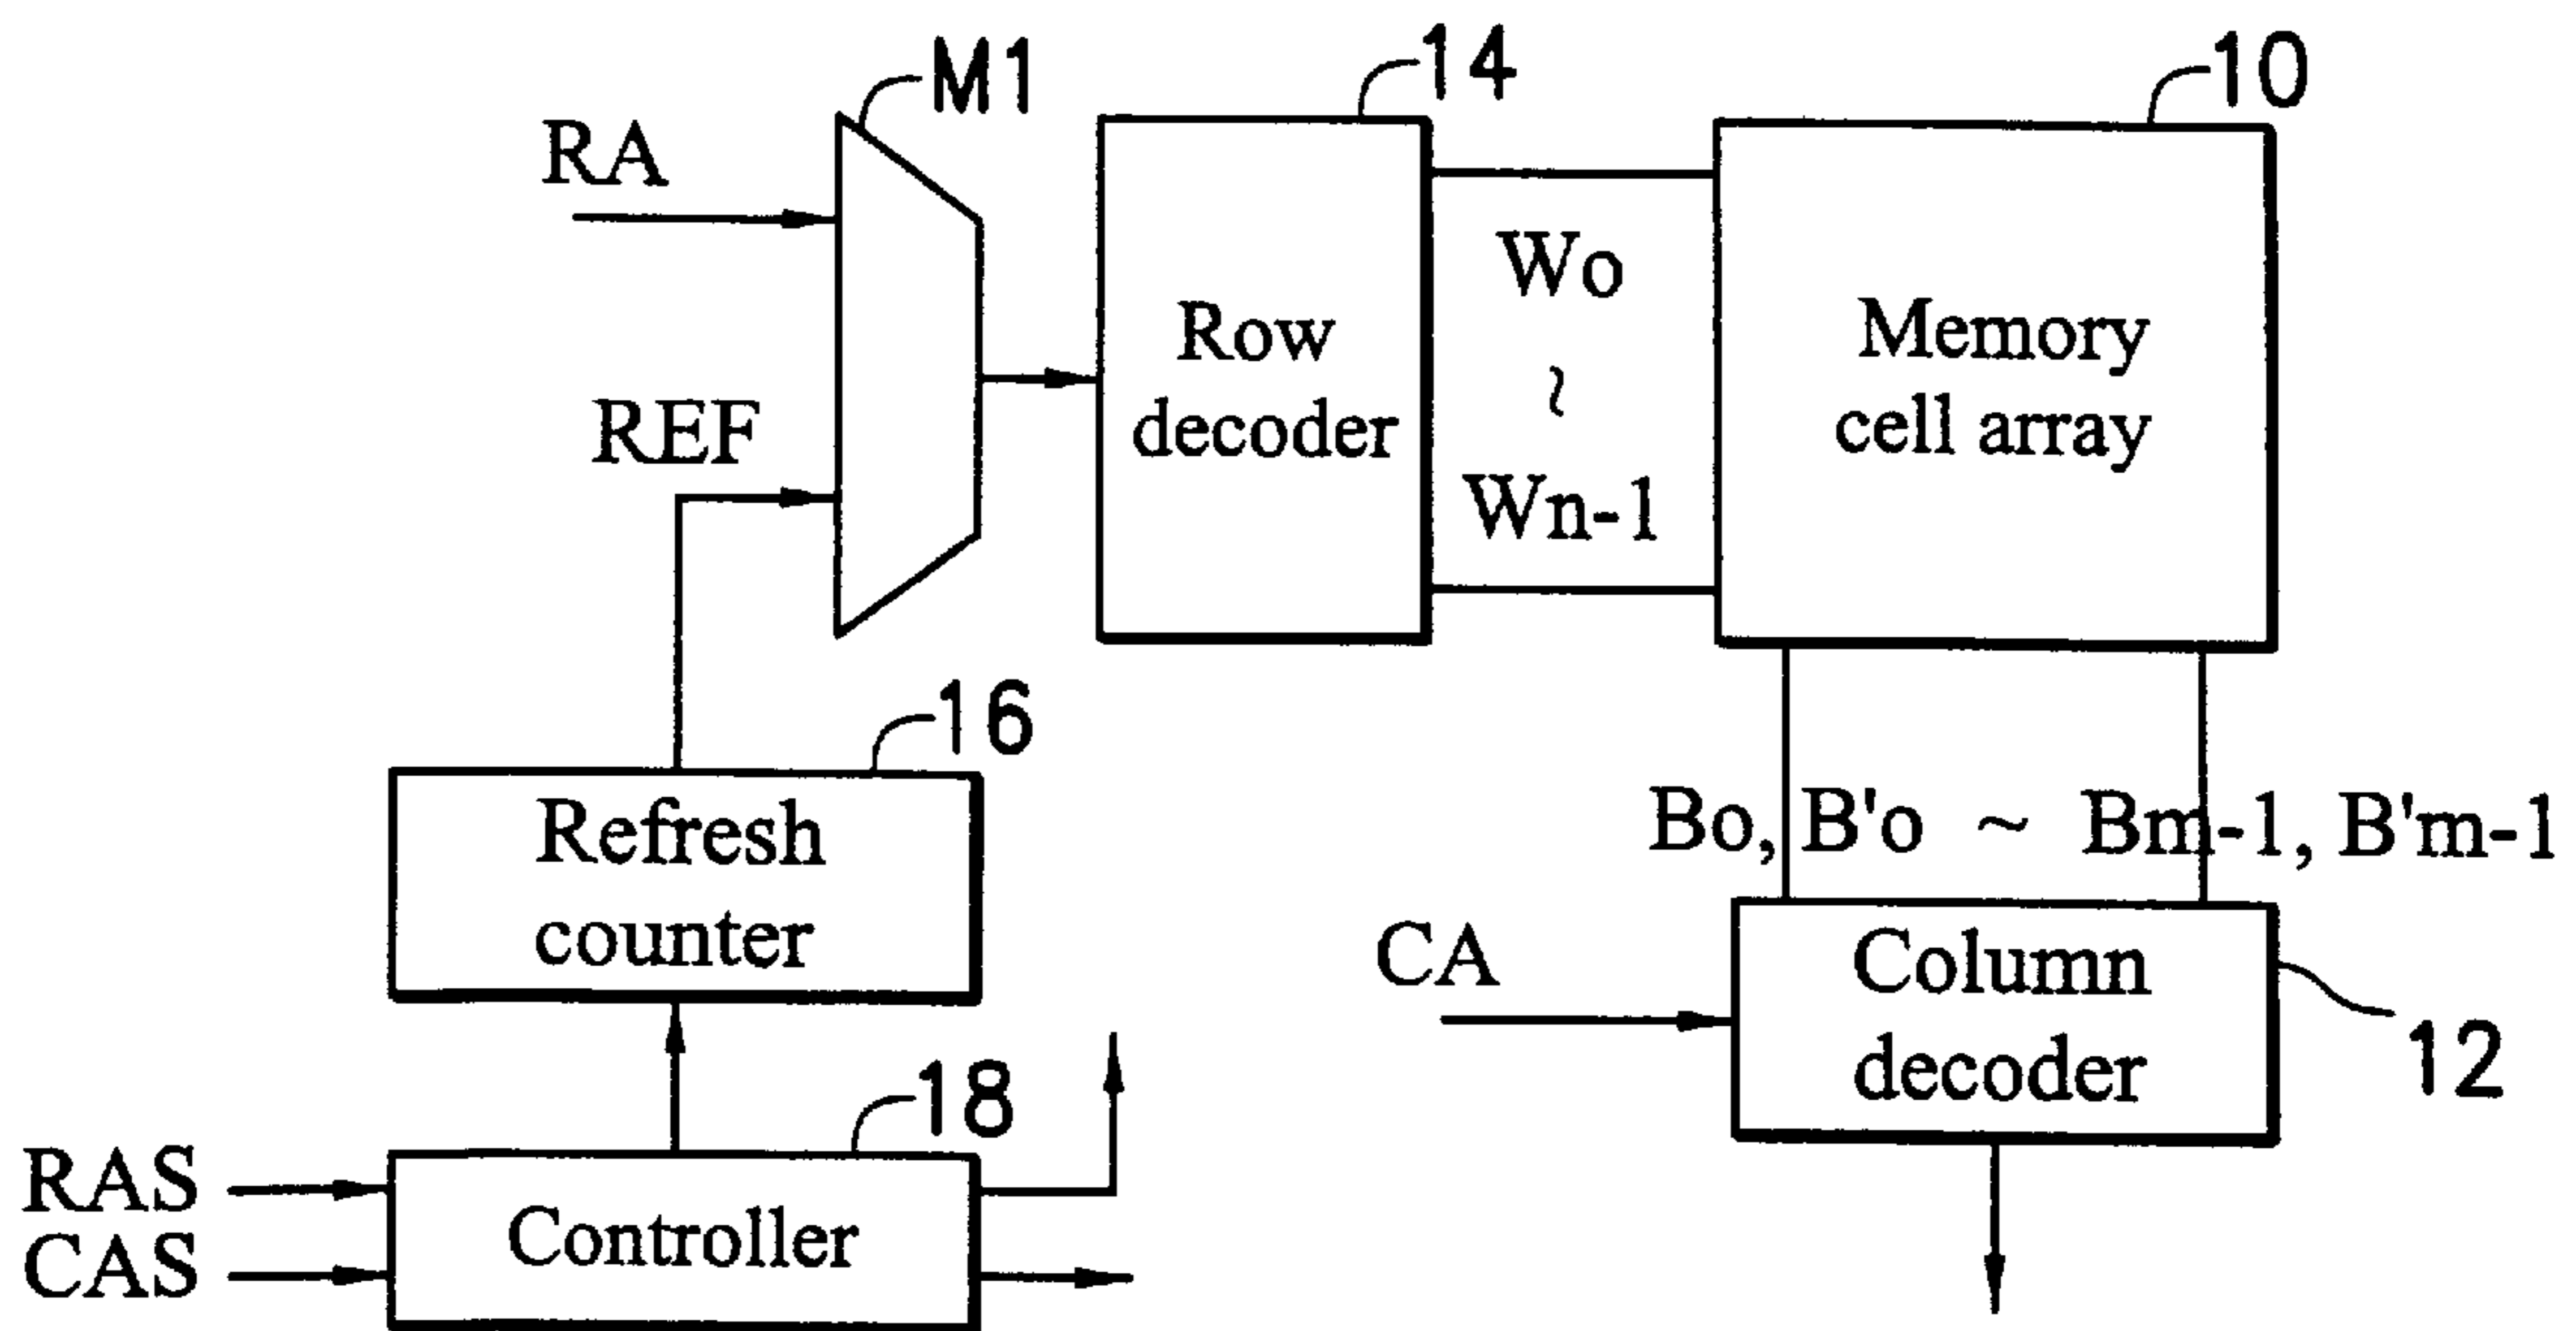 M1
14
10
RA
Wo
Row
decoder
Memory
cell array
REF
~
Wn-1
16
Refresh
counter
Bo, B'o ~ Bm-1, B'm-1
CA
Column
decoder
12
18
RAS
CAS
Controller